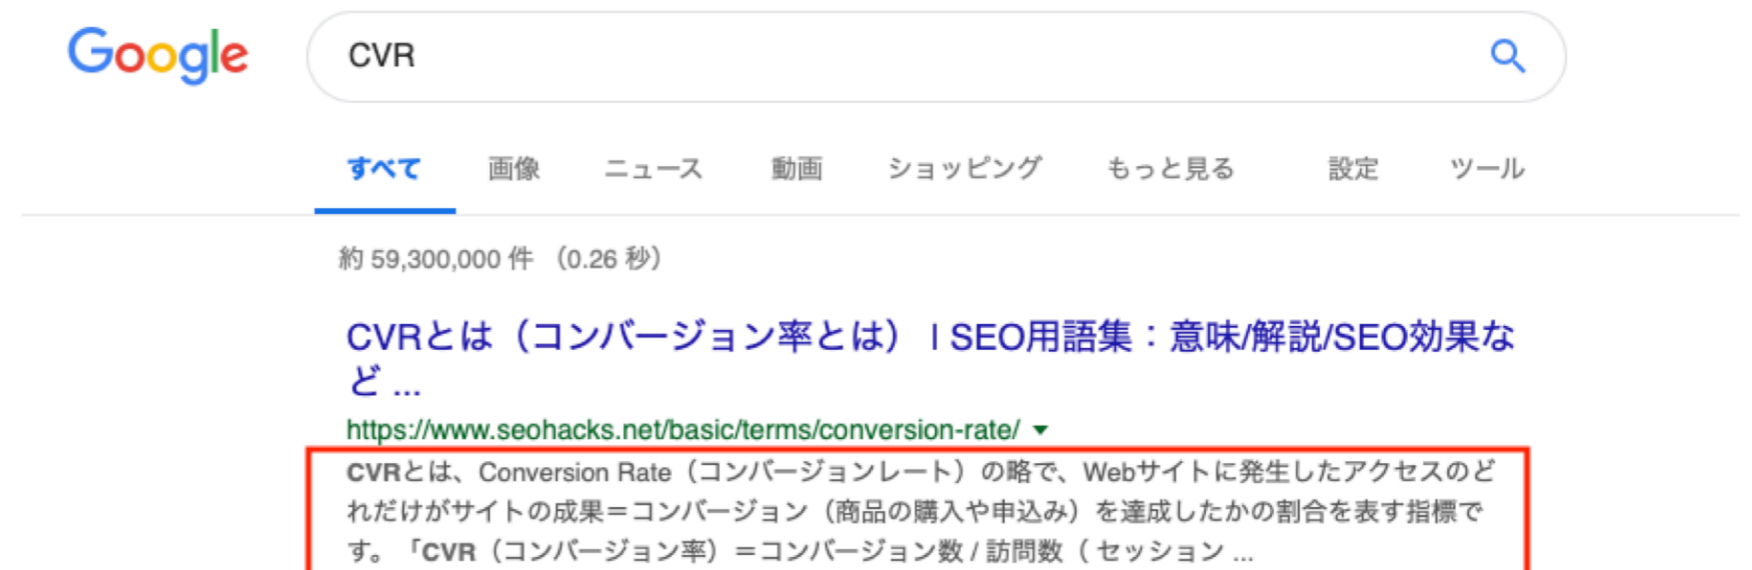 Google
CVR
すべて 画像 ニュース 動画 ショッピング もっと見る 設定 ツール
約 59,300,000 件 （0.26 秒）
CVRとは（コンバージョン率とは） | SEO用語集：意味/解説/SEO効果な
ど ...
https://www.seohacks.net/basic/terms/conversion-rate/
CVRとは、Conversion Rate（コンバージョンレート）の略で、Webサイトに発生したアクセスのど
れだけがサイトの成果＝コンバージョン（商品の購入や申込み）を達成したかの割合を表す指標で
す。「CVR（コンバージョン率）＝コンバージョン数 / 訪問数（ セッション ...